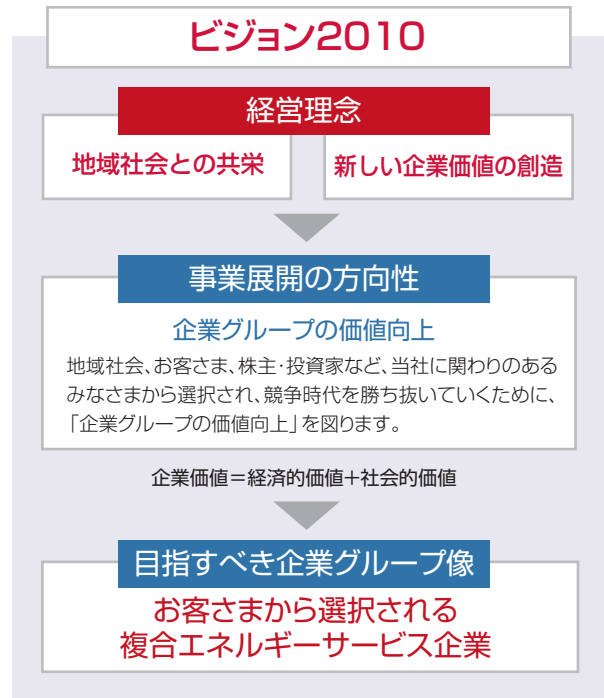 ビジョン2010
経営理念
地域社会との共栄
新しい企業価値の創造
事業展開の方向性
企業グループの価値向上
地域社会、お客さま、株主・投資家など、当社に関わりのある
みなさまから選択され、競争時代を勝ち抜いていくために、
「企業グループの価値向上」を図ります。
企業価値＝経済的価値＋社会的価値
目指すべき企業グループ像
お客さまから選択される
複合エネルギーサービス企業